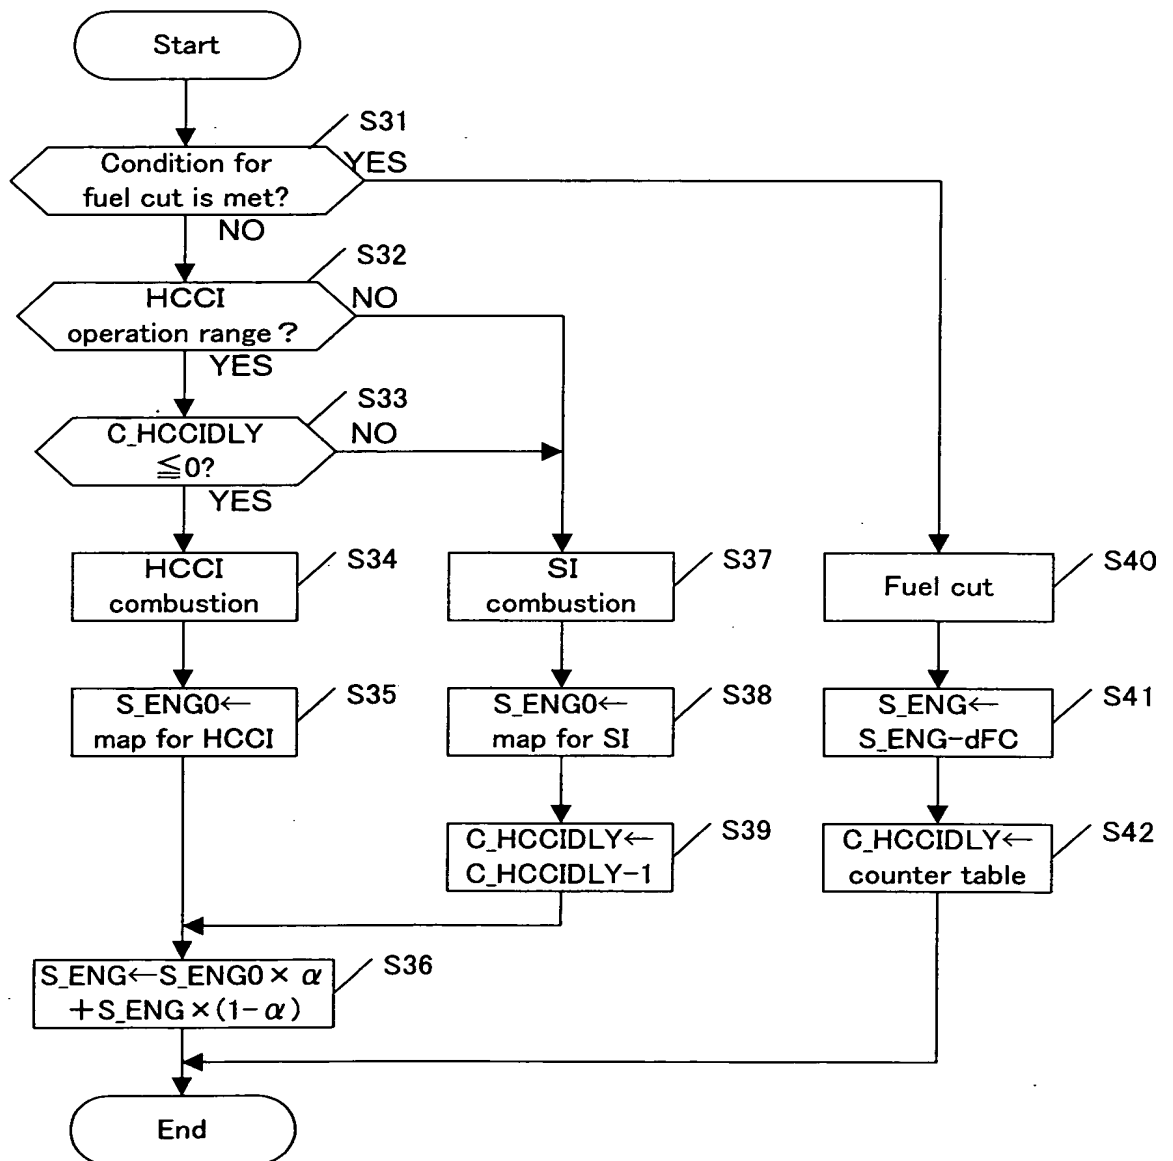 Start
S31
Condition for
fuel cut is met?
YES
NO
S32
HCCI
operation range?
NO
YES
S33
C_HCCIDLY
≦0?
NO
YES
HCCI
combustion
S34
SI
combustion
S37
Fuel cut
S40
S_ENG0←
map for HCCI
S35
S_ENG0←
map for SI
S38
S_ENG←
S_ENG-dFC
S41
C_HCCIDLY←
C_HCCIDLY-1
S39
C_HCCIDLY←
counter table
S42
S_ENG←S_ENG0× α
+S_ENG×(1-α)
S36
End